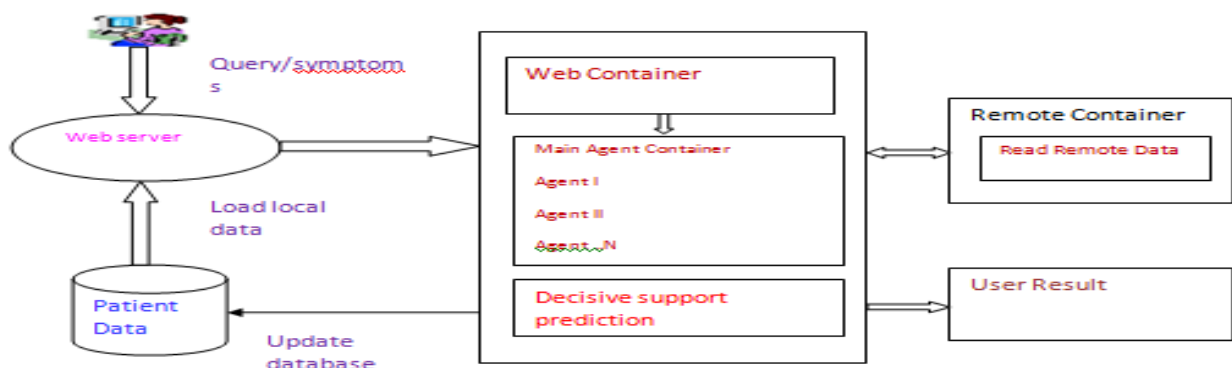 Query/symptom
s
Web server
Load local
data
Patient
Data
Update
database
Web Container
Main Agent Container
Agent I
Agent II
Agent ..N
Decisive support
prediction
Remote Container
Read Remote Data
User Result